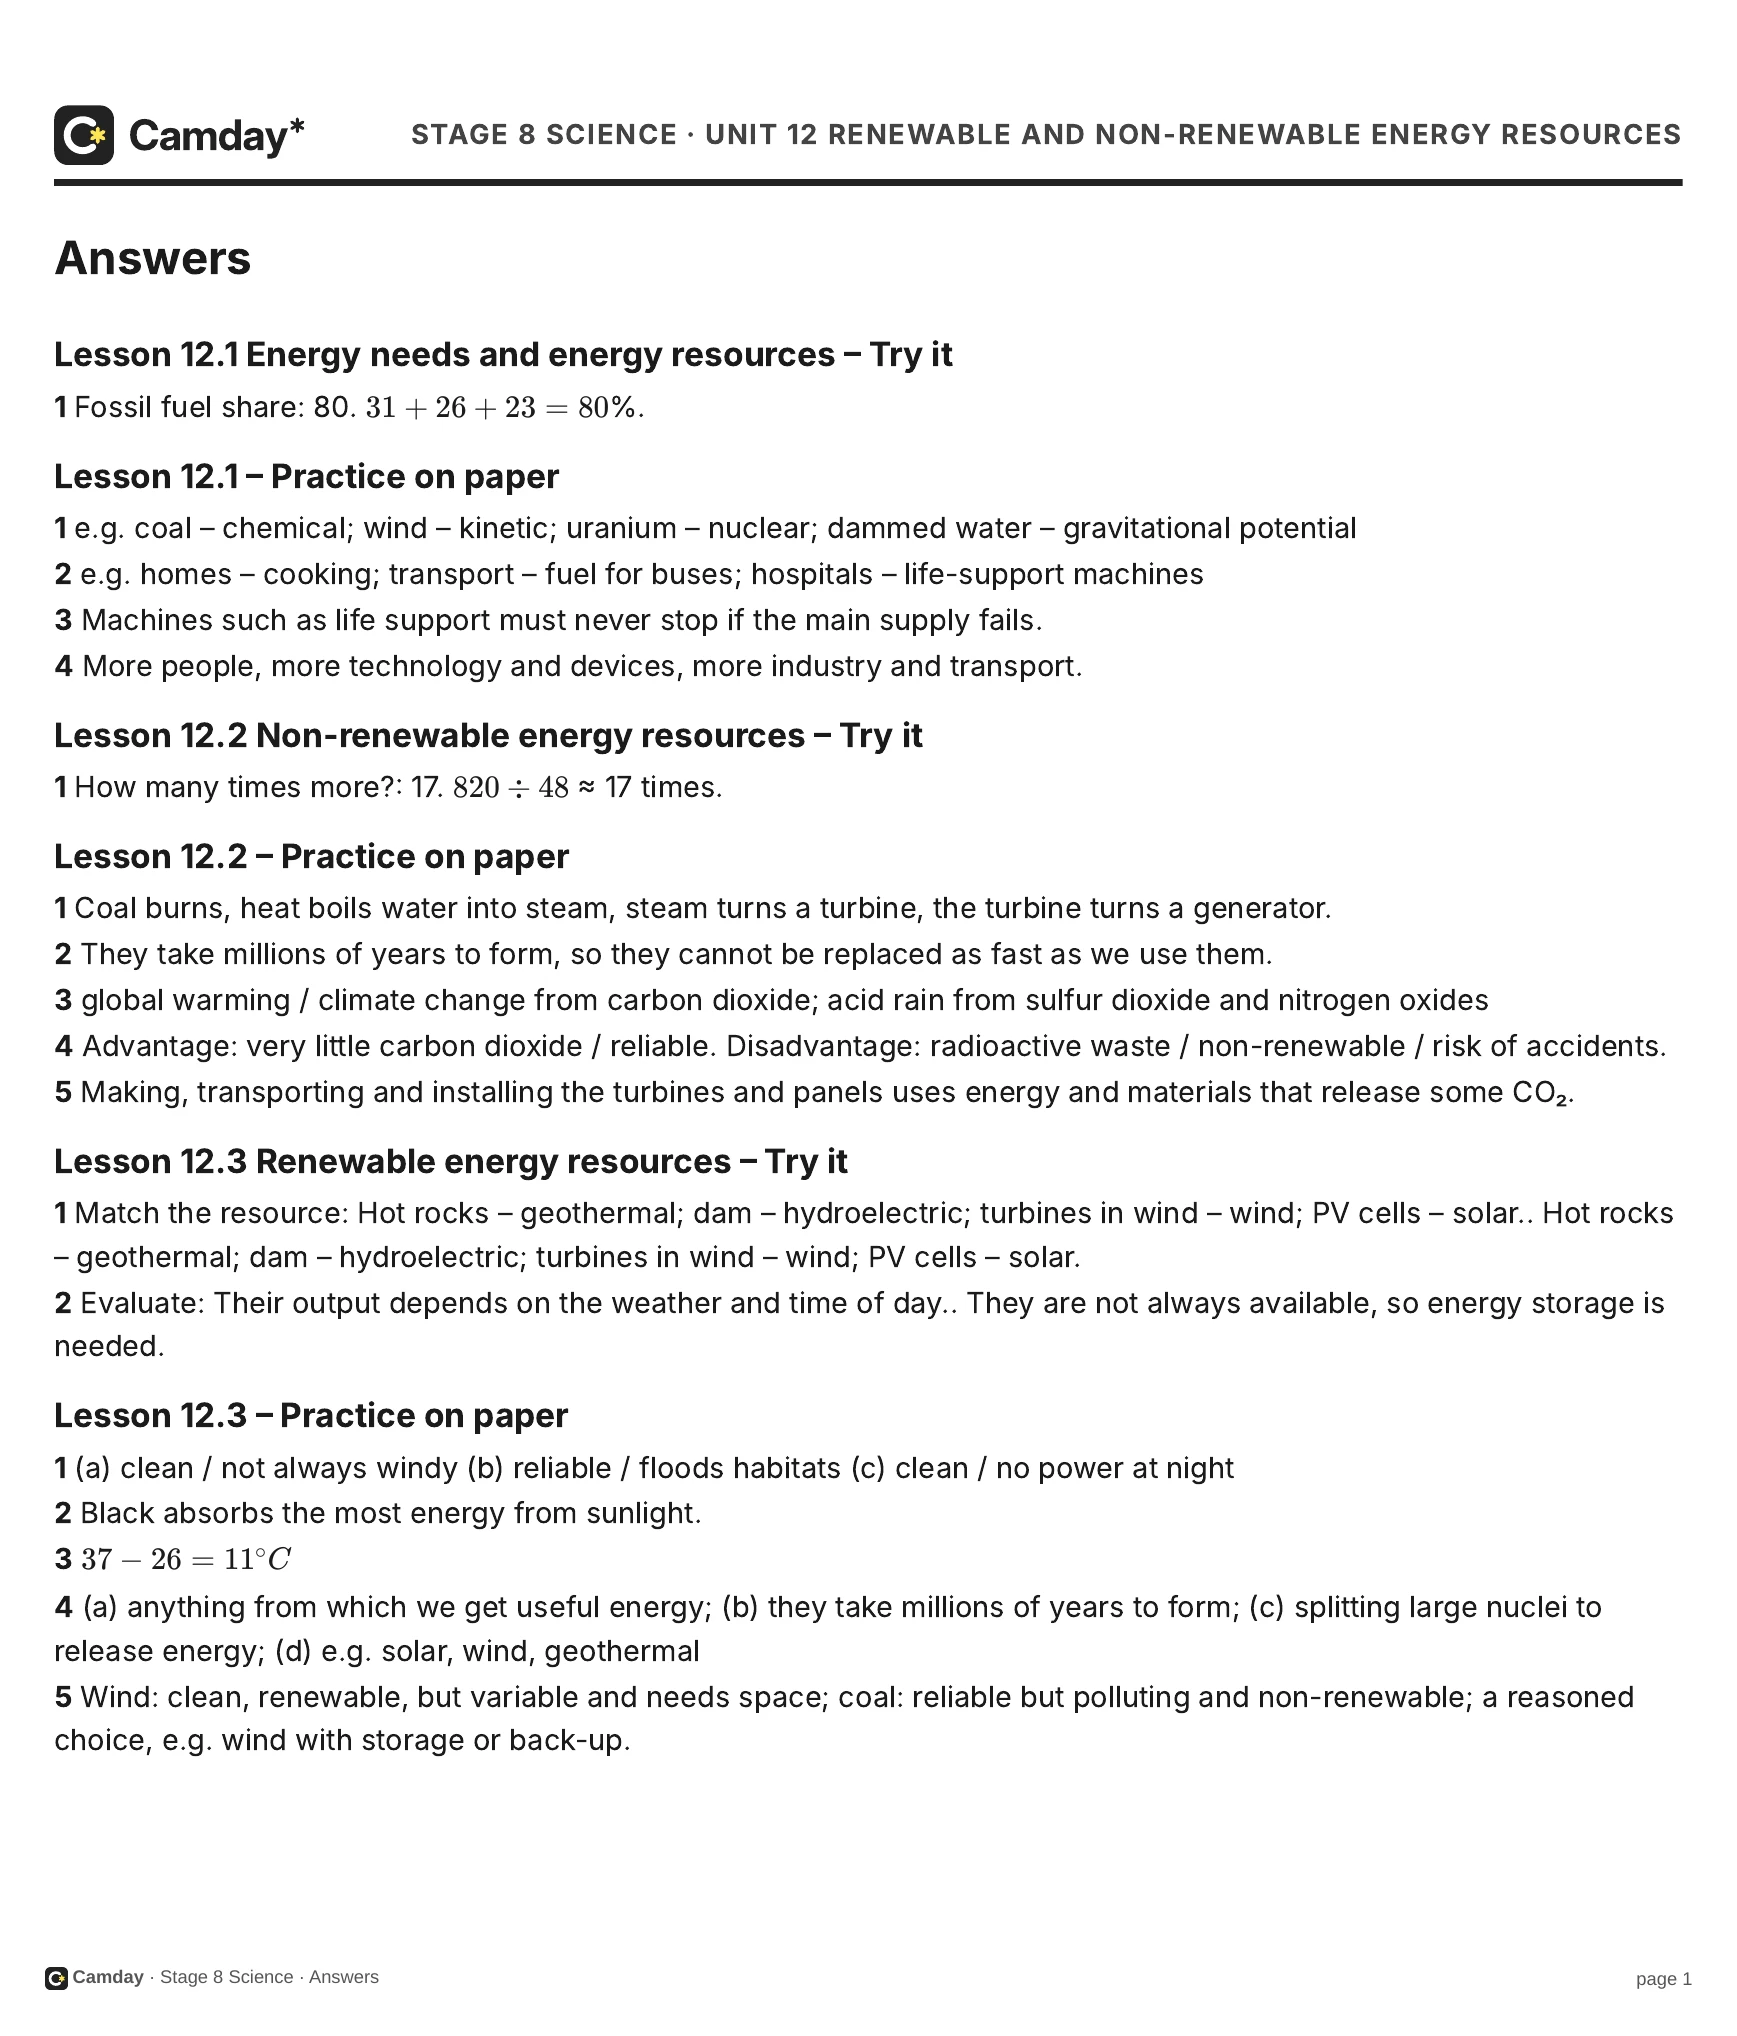 Camday*
STAGE 8 SCIENCE · UNIT 12 RENEWABLE AND NON-RENEWABLE ENERGY RESOURCES
Answers
Lesson 12.1 Energy needs and energy resources – Try it
1 Fossil fuel share: 80. 31 + 26 + 23 = 80%.
Lesson 12.1 – Practice on paper
1 e.g. coal – chemical; wind – kinetic; uranium – nuclear; dammed water – gravitational potential
2 e.g. homes – cooking; transport – fuel for buses; hospitals – life-support machines
3 Machines such as life support must never stop if the main supply fails.
4 More people, more technology and devices, more industry and transport.
Lesson 12.2 Non-renewable energy resources – Try it
1 How many times more?: 17. 820 ÷ 48 ≈ 17 times.
Lesson 12.2 – Practice on paper
1 Coal burns, heat boils water into steam, steam turns a turbine, the turbine turns a generator.
2 They take millions of years to form, so they cannot be replaced as fast as we use them.
3 global warming / climate change from carbon dioxide; acid rain from sulfur dioxide and nitrogen oxides
4 Advantage: very little carbon dioxide / reliable. Disadvantage: radioactive waste / non-renewable / risk of accidents.
5 Making, transporting and installing the turbines and panels uses energy and materials that release some CO₂.
Lesson 12.3 Renewable energy resources – Try it
1 Match the resource: Hot rocks – geothermal; dam – hydroelectric; turbines in wind – wind; PV cells – solar.. Hot rocks
– geothermal; dam – hydroelectric; turbines in wind – wind; PV cells – solar.
2 Evaluate: Their output depends on the weather and time of day.. They are not always available, so energy storage is
needed.
Lesson 12.3 – Practice on paper
1 (a) clean / not always windy (b) reliable / floods habitats (c) clean / no power at night
2 Black absorbs the most energy from sunlight.
3 37 − 26 = 11°C
4 (a) anything from which we get useful energy; (b) they take millions of years to form; (c) splitting large nuclei to
release energy; (d) e.g. solar, wind, geothermal
5 Wind: clean, renewable, but variable and needs space; coal: reliable but polluting and non-renewable; a reasoned
choice, e.g. wind with storage or back-up.
Camday · Stage 8 Science · Answers
page 1